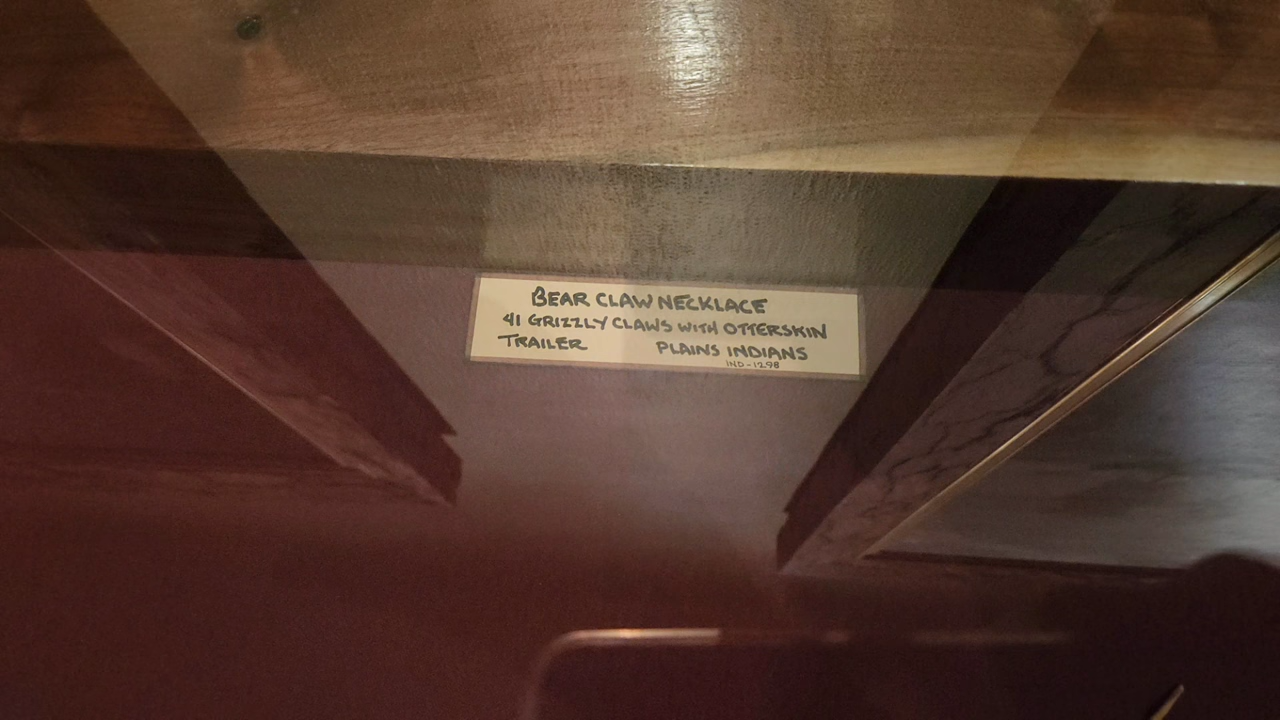 BEAR CLAW NECKLACE
41 GRIZZLY CLAWS WITH OTTERSKIN
TRAILER PLAINS INDIANS
IND-1298